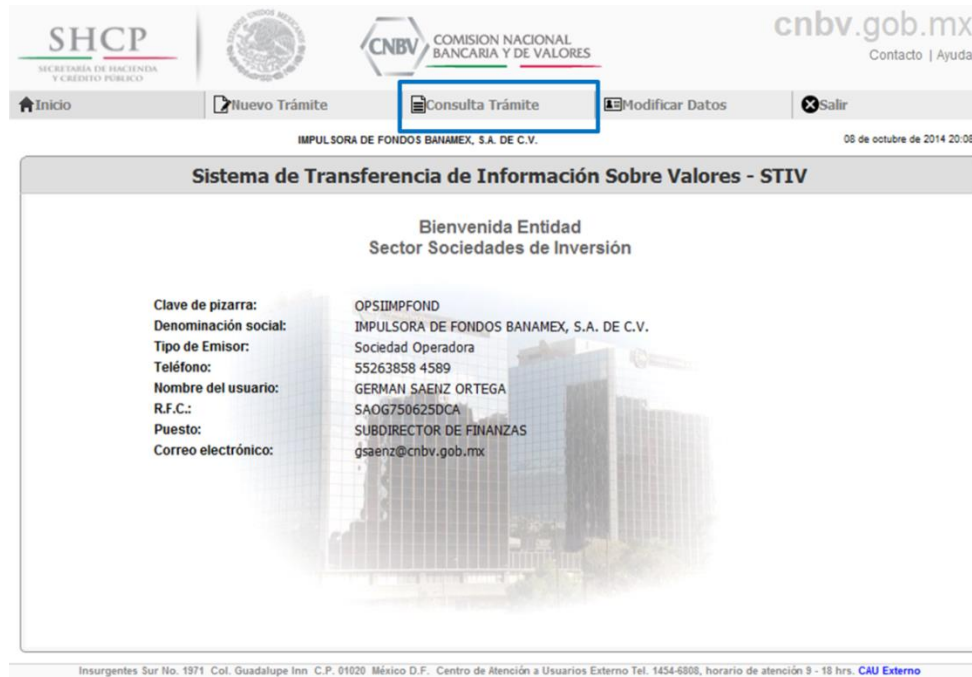 SHCP
SECRETARÍA DE HACIENDA
Y CRÉDITO PÚBLICO
ESTADOS UNIDOS MEXICANOS
CNBV
COMISION NACIONAL
BANCARIA Y DE VALORES
cnbv.gob.mx
Contacto | Ayuda
Inicio
Nuevo Trámite
Consulta Trámite
Modificar Datos
Salir
IMPULSORA DE FONDOS BANAMEX, S.A. DE C.V.
08 de octubre de 2014 20:08
Sistema de Transferencia de Información Sobre Valores - STIV
Bienvenida Entidad
Sector Sociedades de Inversión
Clave de pizarra: OPSIIMPFOND
Denominación social: IMPULSORA DE FONDOS BANAMEX, S.A. DE C.V.
Tipo de Emisor: Sociedad Operadora
Teléfono: 55263858 4589
Nombre del usuario: GERMAN SAENZ ORTEGA
R.F.C.: SAOG750625DCA
Puesto: SUBDIRECTOR DE FINANZAS
Correo electrónico: gsaenz@cnbv.gob.mx
Insurgentes Sur No. 1971 Col. Guadalupe Inn C.P. 01020 México D.F. Centro de Atención a Usuarios Externo Tel. 1454-6808, horario de atención 9 - 18 hrs. CAU Externo